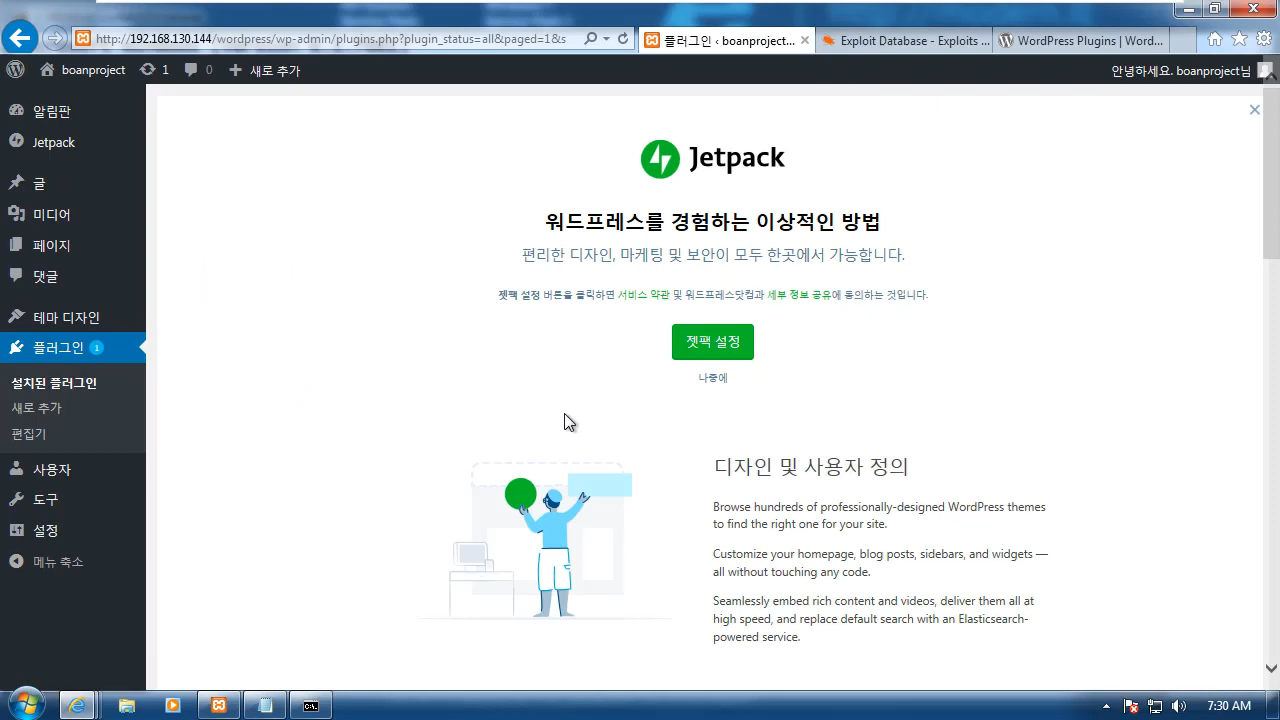 http://192.168.130.144/wordpress/wp-admin/plugins.php?plugin_status=all&paged=1&s
플러그인 ‹ boanproject...
Exploit Database - Exploits ...
WordPress Plugins | Word...
boanproject
1
0
새로 추가
안녕하세요. boanproject님
알림판
Jetpack
글
미디어
페이지
댓글
테마 디자인
플러그인 1
설치된 플러그인
새로 추가
편집기
사용자
도구
설정
메뉴 축소
Jetpack
워드프레스를 경험하는 이상적인 방법
편리한 디자인, 마케팅 및 보안이 모두 한곳에서 가능합니다.
젯팩 설정 버튼을 클릭하면 서비스 약관 및 워드프레스닷컴과 세부 정보 공유에 동의하는 것입니다.
젯팩 설정
나중에
디자인 및 사용자 정의
Browse hundreds of professionally-designed WordPress themes
to find the right one for your site.
Customize your homepage, blog posts, sidebars, and widgets —
all without touching any code.
Seamlessly embed rich content and videos, deliver them all at
high speed, and replace default search with an Elasticsearch-
powered service.
C:\.
7:30 AM